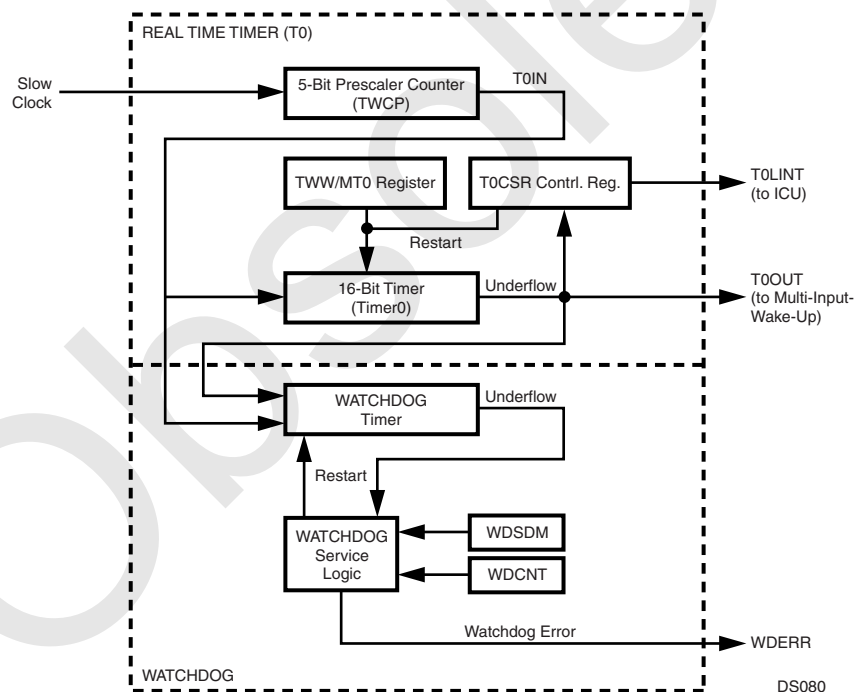 REAL TIME TIMER (T0)
Slow
Clock
5-Bit Prescaler Counter
(TWCP)
T0IN
TWW/MT0 Register
T0CSR Contrl. Reg.
T0LINT
(to ICU)
Restart
16-Bit Timer
(Timer0)
Underflow
T0OUT
(to Multi-Input-
Wake-Up)
WATCHDOG
Timer
Underflow
Restart
WATCHDOG
Service
Logic
WDSDM
WDCNT
Watchdog Error
WDERR
WATCHDOG
DS080
Obsolete